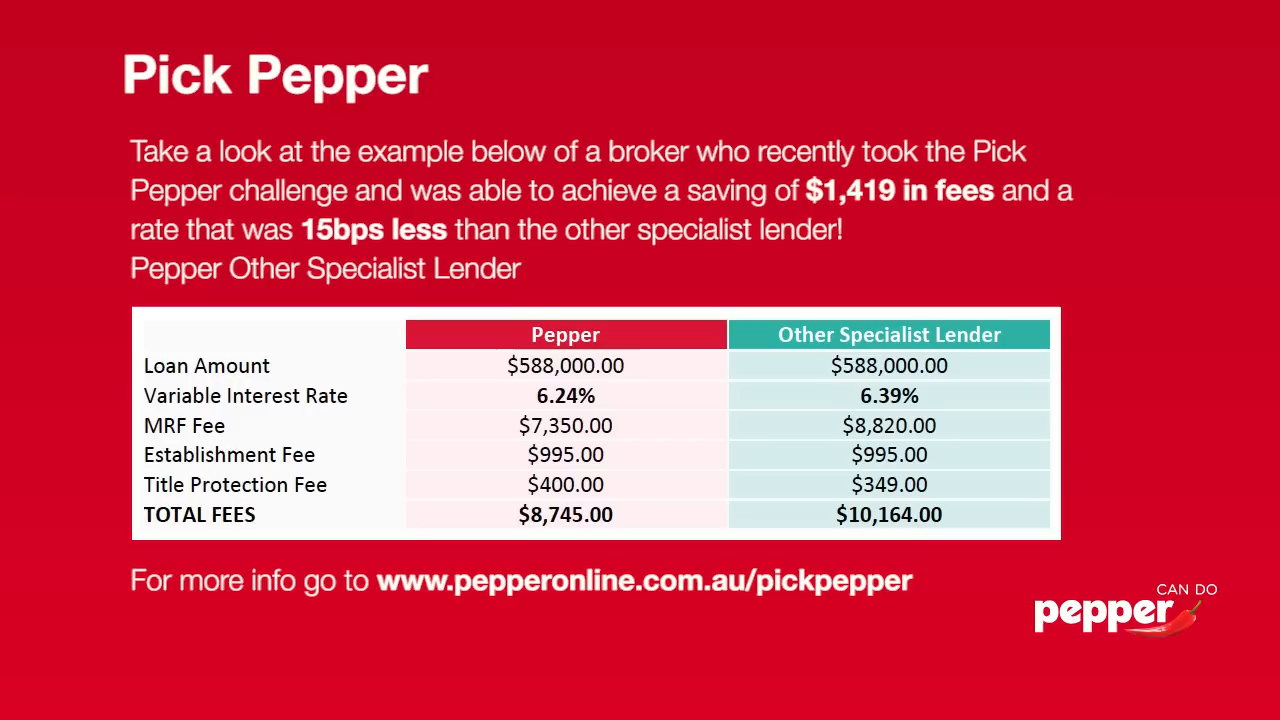 Pick Pepper
Take a look at the example below of a broker who recently took the Pick
Pepper challenge and was able to achieve a saving of $1,419 in fees and a
rate that was 15bps less than the other specialist lender!
Pepper Other Specialist Lender
Pepper Other Specialist Lender
Loan Amount $588,000.00 $588,000.00
Variable Interest Rate 6.24% 6.39%
MRF Fee $7,350.00 $8,820.00
Establishment Fee $995.00 $995.00
Title Protection Fee $400.00 $349.00
TOTAL FEES $8,745.00 $10,164.00
For more info go to www.pepperonline.com.au/pickpepper
CAN DO
pepper